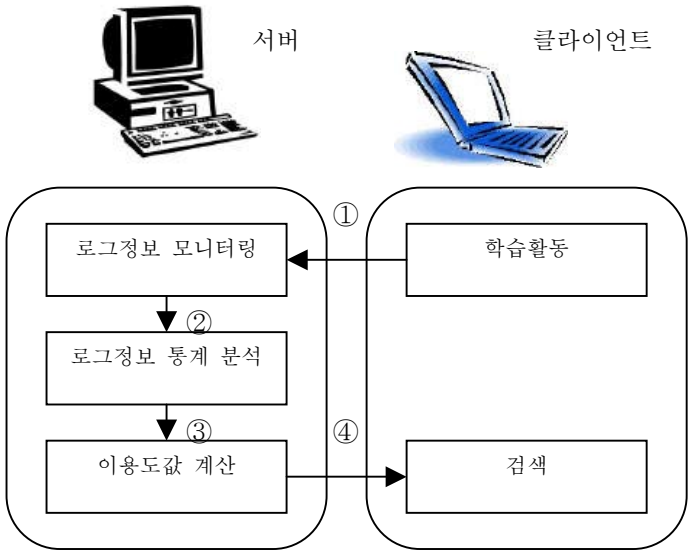 서버
클라이언트
①
로그정보 모니터링
학습활동
②
로그정보 통계 분석
③
④
이용도값 계산
검색